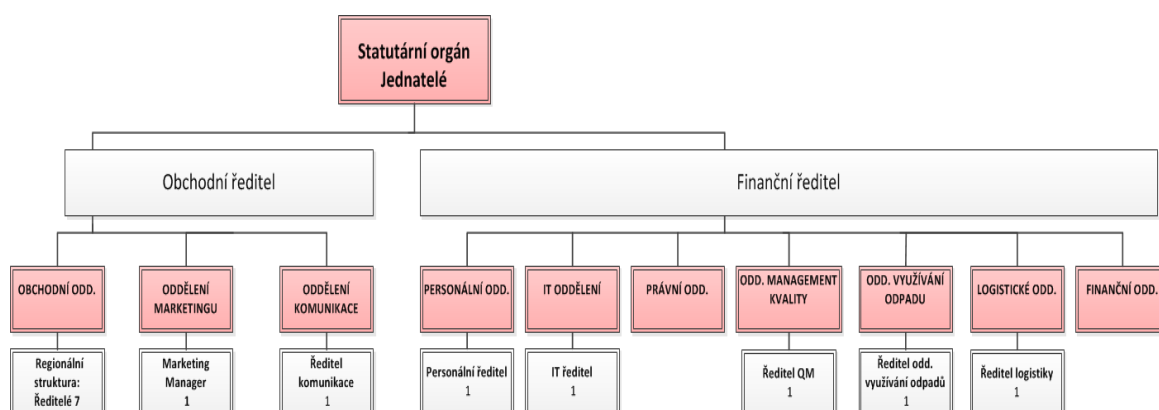 Statutární orgán
Jednatelé
Obchodní ředitel
Finanční ředitel
OBCHODNÍ ODD.
ODDĚLENÍ
MARKETINGU
ODDĚLENÍ
KOMUNIKACE
PERSONÁLNÍ ODD.
IT ODDĚLENÍ
PRÁVNÍ ODD.
ODD. MANAGEMENT
KVALITY
ODD. VYUŽÍVÁNÍ
ODPADU
LOGISTICKÉ ODD.
FINANČNÍ ODD.
Regionální
struktura:
Ředitelé 7
Marketing
Manager
1
Ředitel
komunikace
1
Personální ředitel
1
IT ředitel
1
Ředitel QM
1
Ředitel odd.
využívání odpadů
1
Ředitel logistiky
1